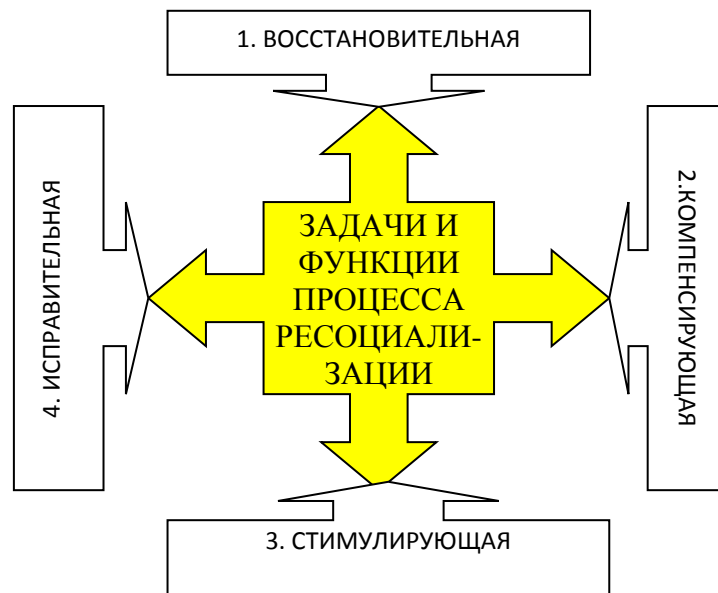 1. ВОССТАНОВИТЕЛЬНАЯ
ЗАДАЧИ И
ФУНКЦИИ
ПРОЦЕССА
РЕСОЦИАЛИ-
ЗАЦИИ
2.КОМПЕНСИРУЮЩАЯ
3. СТИМУЛИРУЮЩАЯ
4. ИСПРАВИТЕЛЬНАЯ